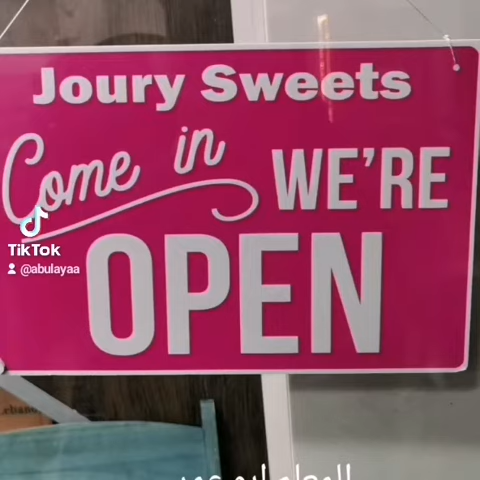 Joury Sweets
Come in WE'RE
OPEN
TikTok
@abulayaa